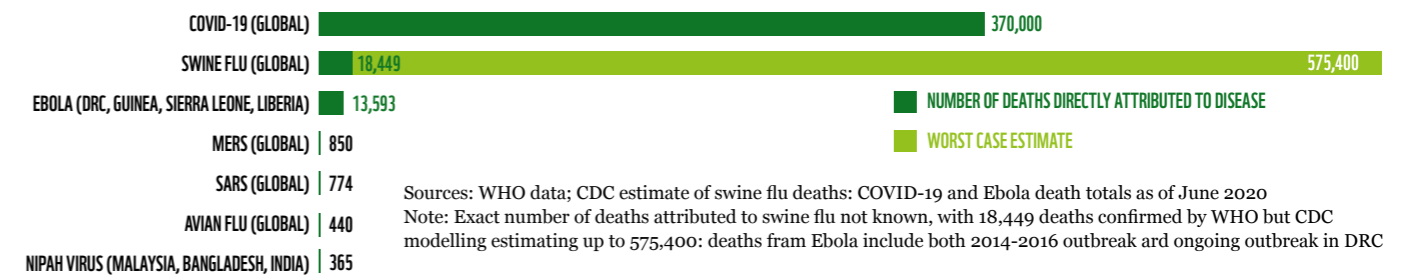 COVID-19 (GLOBAL) 370,000
SWINE FLU (GLOBAL) 18,449 575,400
EBOLA (DRC, GUINEA, SIERRA LEONE, LIBERIA) 13,593
NUMBER OF DEATHS DIRECTLY ATTRIBUTED TO DISEASE
MERS (GLOBAL) 850
WORST CASE ESTIMATE
SARS (GLOBAL) 774
AVIAN FLU (GLOBAL) 440
NIPAH VIRUS (MALAYSIA, BANGLADESH, INDIA) 365
Sources: WHO data; CDC estimate of swine flu deaths: COVID-19 and Ebola death totals as of June 2020
Note: Exact number of deaths attributed to swine flu not known, with 18,449 deaths confirmed by WHO but CDC
modelling estimating up to 575,400: deaths fram Ebola include both 2014-2016 outbreak ard ongoing outbreak in DRC